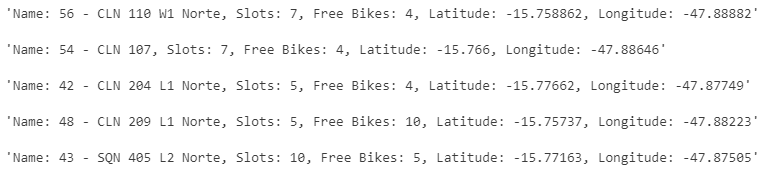 'Name: 56 - CLN 110 W1 Norte, Slots: 7, Free Bikes: 4, Latitude: -15.758862, Longitude: -47.88882'
'Name: 54 - CLN 107, Slots: 7, Free Bikes: 4, Latitude: -15.766, Longitude: -47.88646'
'Name: 42 - CLN 204 L1 Norte, Slots: 5, Free Bikes: 4, Latitude: -15.77662, Longitude: -47.87749'
'Name: 48 - CLN 209 L1 Norte, Slots: 5, Free Bikes: 10, Latitude: -15.75737, Longitude: -47.88223'
'Name: 43 - SQN 405 L2 Norte, Slots: 10, Free Bikes: 5, Latitude: -15.77163, Longitude: -47.87505'